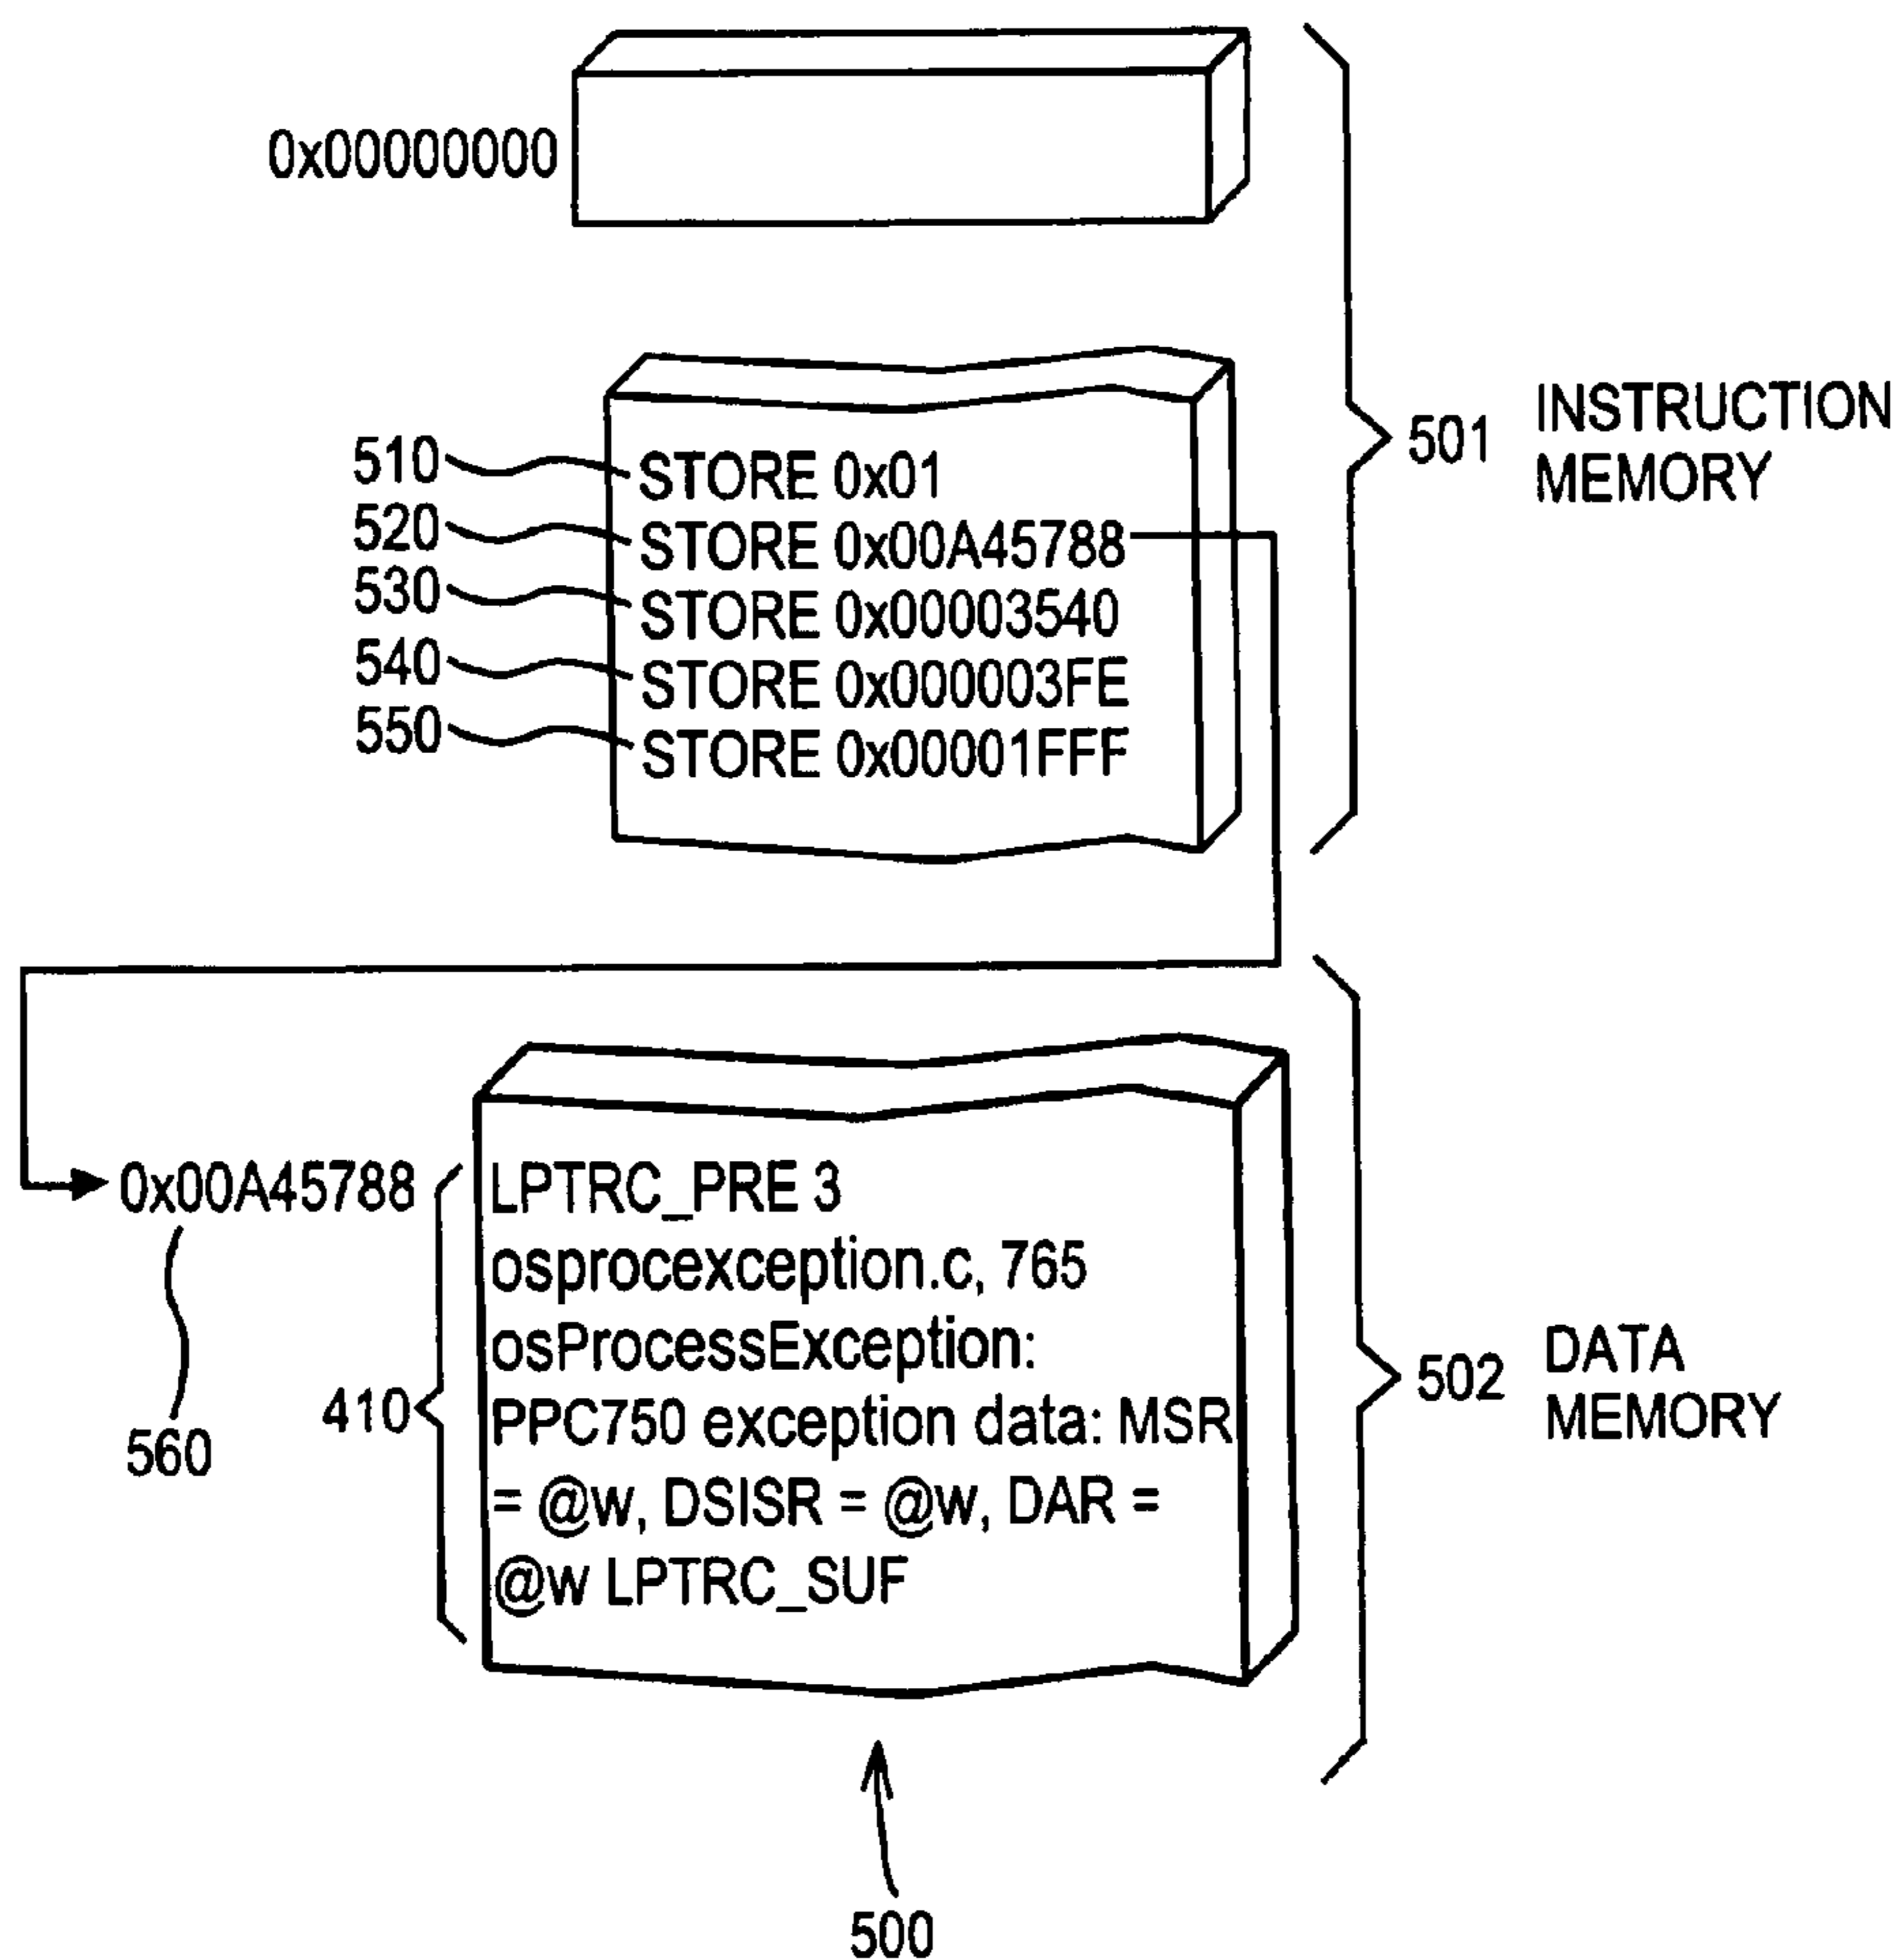 0x00000000
510 STORE 0x01
520 STORE 0x00A45788
530 STORE 0x00003540
540 STORE 0x000003FE
550 STORE 0x00001FFF
501 INSTRUCTION
MEMORY
0x00A45788
560
410
LPTRC_PRE 3
osprocexception.c, 765
osProcessException:
PPC750 exception data: MSR
= @w, DSISR = @w, DAR =
@w LPTRC_SUF
502 DATA
MEMORY
500